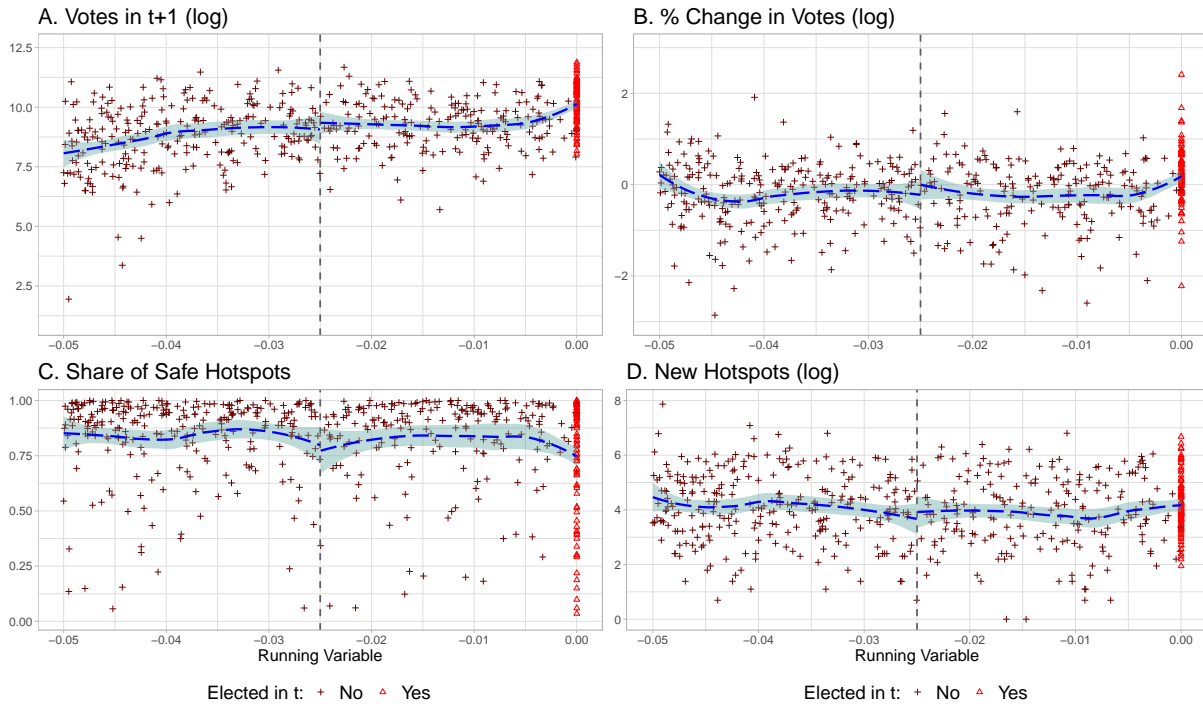 A. Votes in t+1 (log)
12.5
10.0
7.5
5.0
2.5
−0.05 −0.04 −0.03 −0.02 −0.01 0.00
B. % Change in Votes (log)
2
0
−2
−0.05 −0.04 −0.03 −0.02 −0.01 0.00
C. Share of Safe Hotspots
1.00
0.75
0.50
0.25
0.00
−0.05 −0.04 −0.03 −0.02 −0.01 0.00
Running Variable
Elected in t: No Yes
D. New Hotspots (log)
8
6
4
2
0
−0.05 −0.04 −0.03 −0.02 −0.01 0.00
Running Variable
Elected in t: No Yes